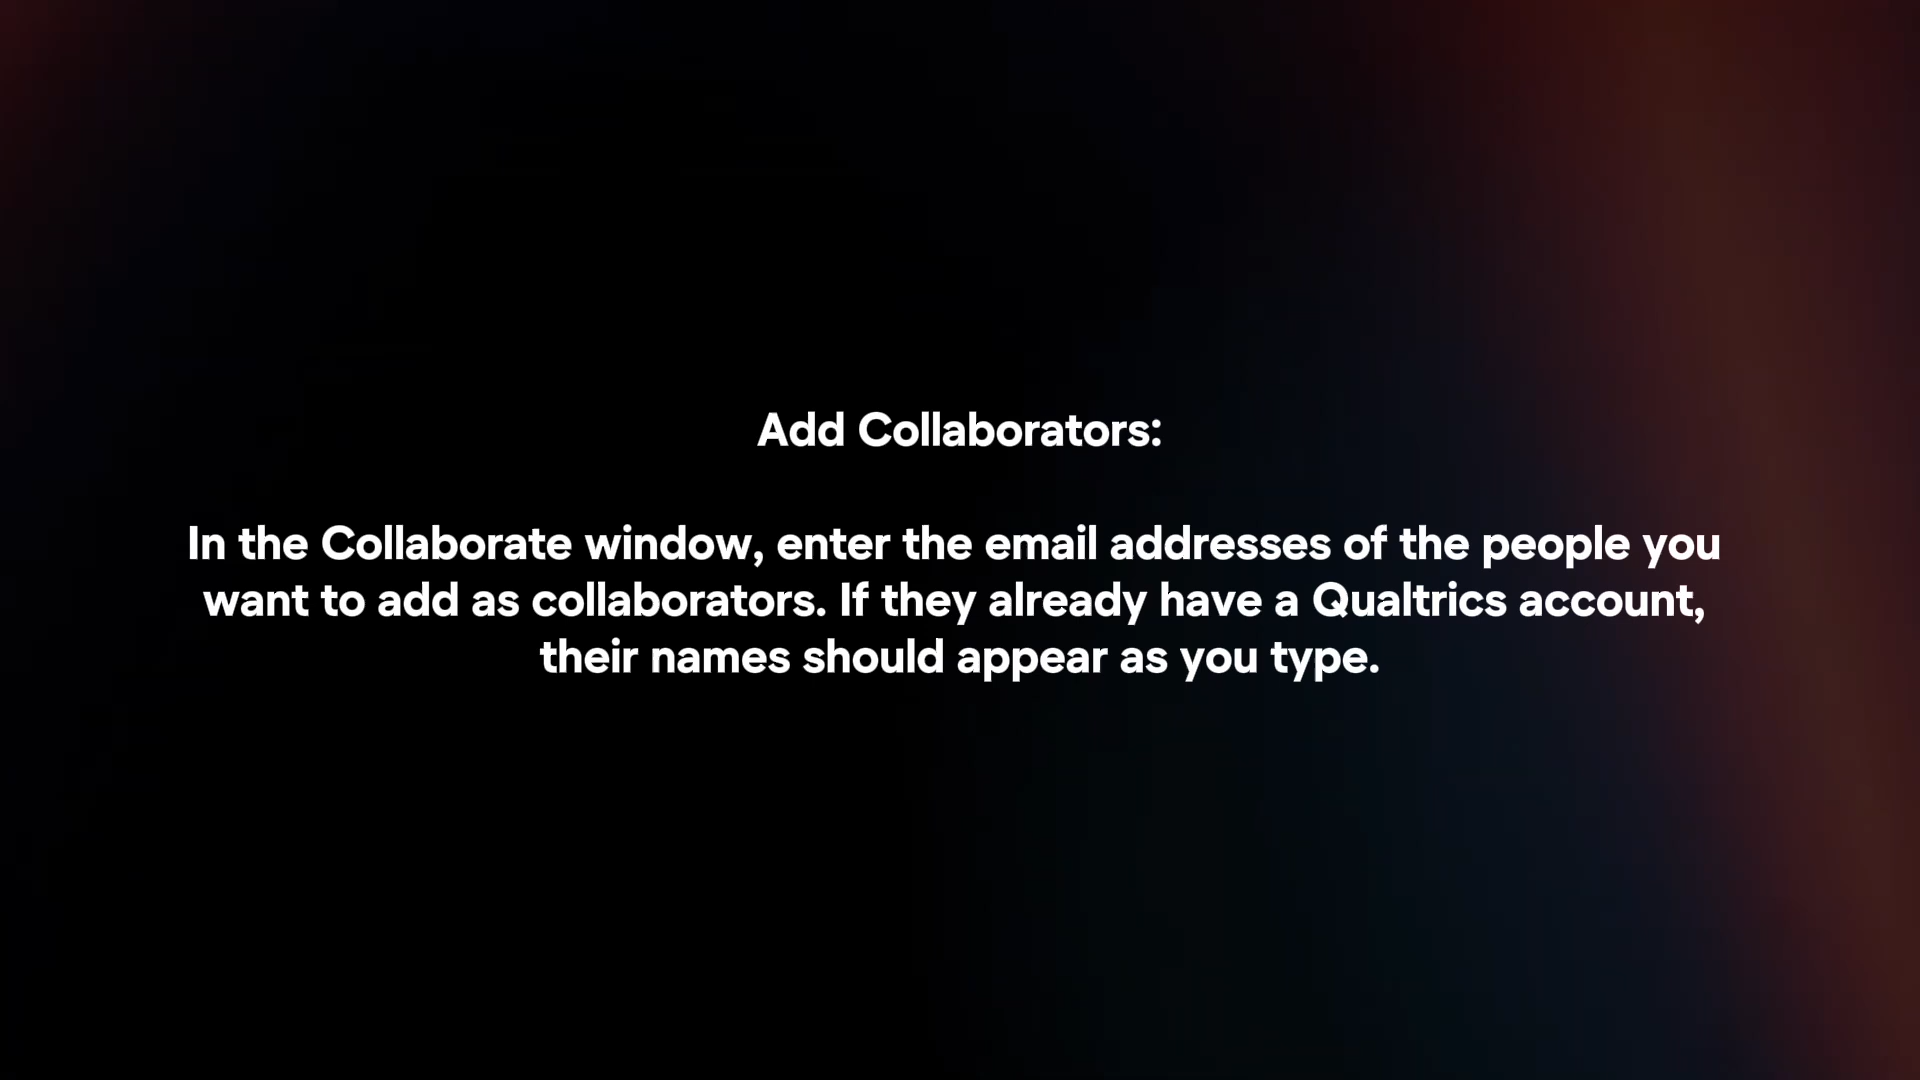 Add Collaborators:
In the Collaborate window, enter the email addresses of the people you
want to add as collaborators. If they already have a Qualtrics account,
their names should appear as you type.